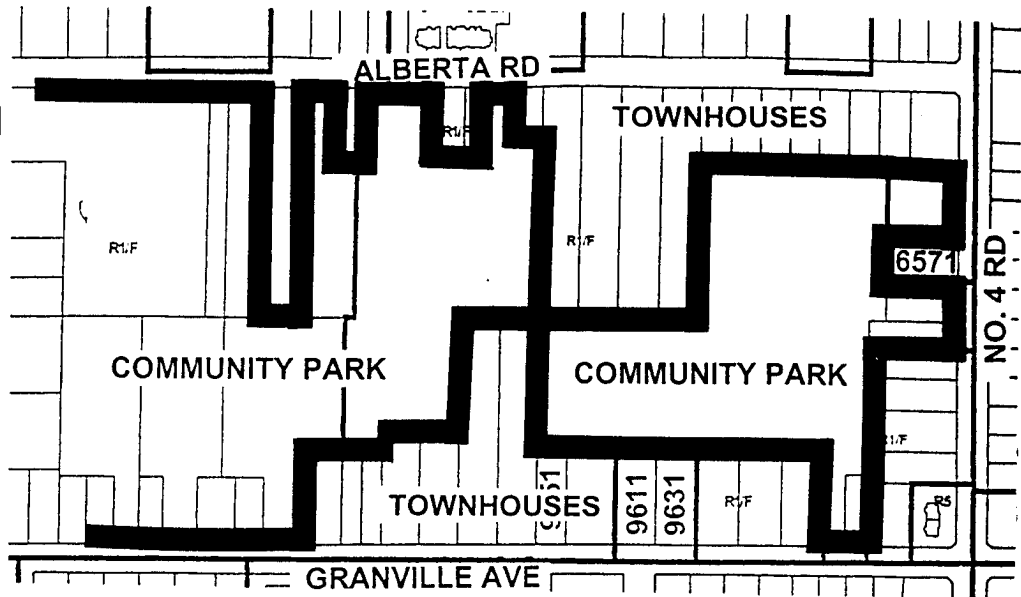 ALBERTA RD
TOWNHOUSES
R1/F
R1/F
R1/F
6571
NO. 4 RD
COMMUNITY PARK
COMMUNITY PARK
R1/F
TOWNHOUSES
9611
9631
R1/F
GRANVILLE AVE